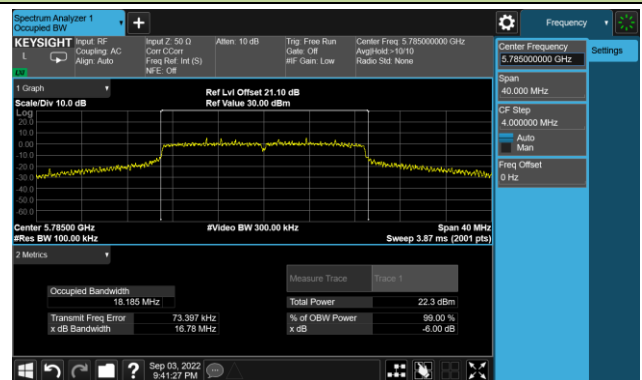 Spectrum Analyzer 1
Occupied BW
Frequency
KEYSIGHT
L
Input: RF
Coupling: AC
Align: Auto
Input Z: 50 Ω
Corr CCorr
Freq Ref: Int (S)
NFE: Off
Atten: 10 dB
Trig: Free Run
Gate: Off
#IF Gain: Low
Center Freq: 5.785000000 GHz
Avg|Hold:>10/10
Radio Std: None
Center Frequency
5.785000000 GHz
Settings
Span
40.000 MHz
CF Step
4.000000 MHz
Auto
Man
Freq Offset
0 Hz
1 Graph
Scale/Div 10.0 dB
Ref Lvl Offset 21.10 dB
Ref Value 30.00 dBm
Log
20.0
10.0
0.00
-10.0
-20.0
-30.0
-40.0
-50.0
-60.0
Center 5.78500 GHz
#Res BW 100.00 kHz
#Video BW 300.00 kHz
Span 40 MHz
Sweep 3.87 ms (2001 pts)
2 Metrics
Measure Trace
Trace 1
Occupied Bandwidth
18.185 MHz
Total Power
22.3 dBm
Transmit Freq Error
73.397 kHz
% of OBW Power
99.00 %
x dB Bandwidth
16.78 MHz
x dB
-6.00 dB
Sep 03, 2022
9:41:27 PM